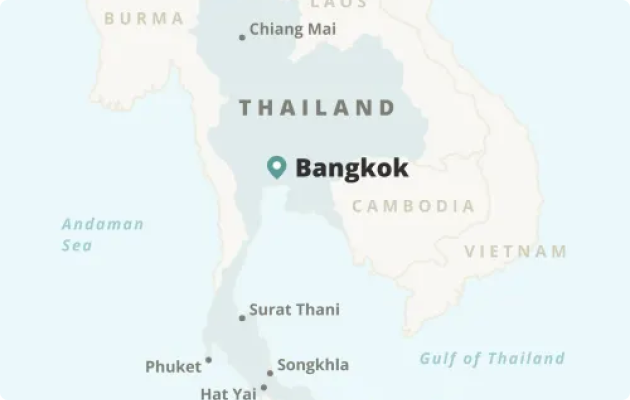 LAOS
BURMA
Chiang Mai
THAILAND
Bangkok
CAMBODIA
Andaman
Sea
VIETNAM
Surat Thani
Gulf of Thailand
Phuket
Songkhla
Hat Yai